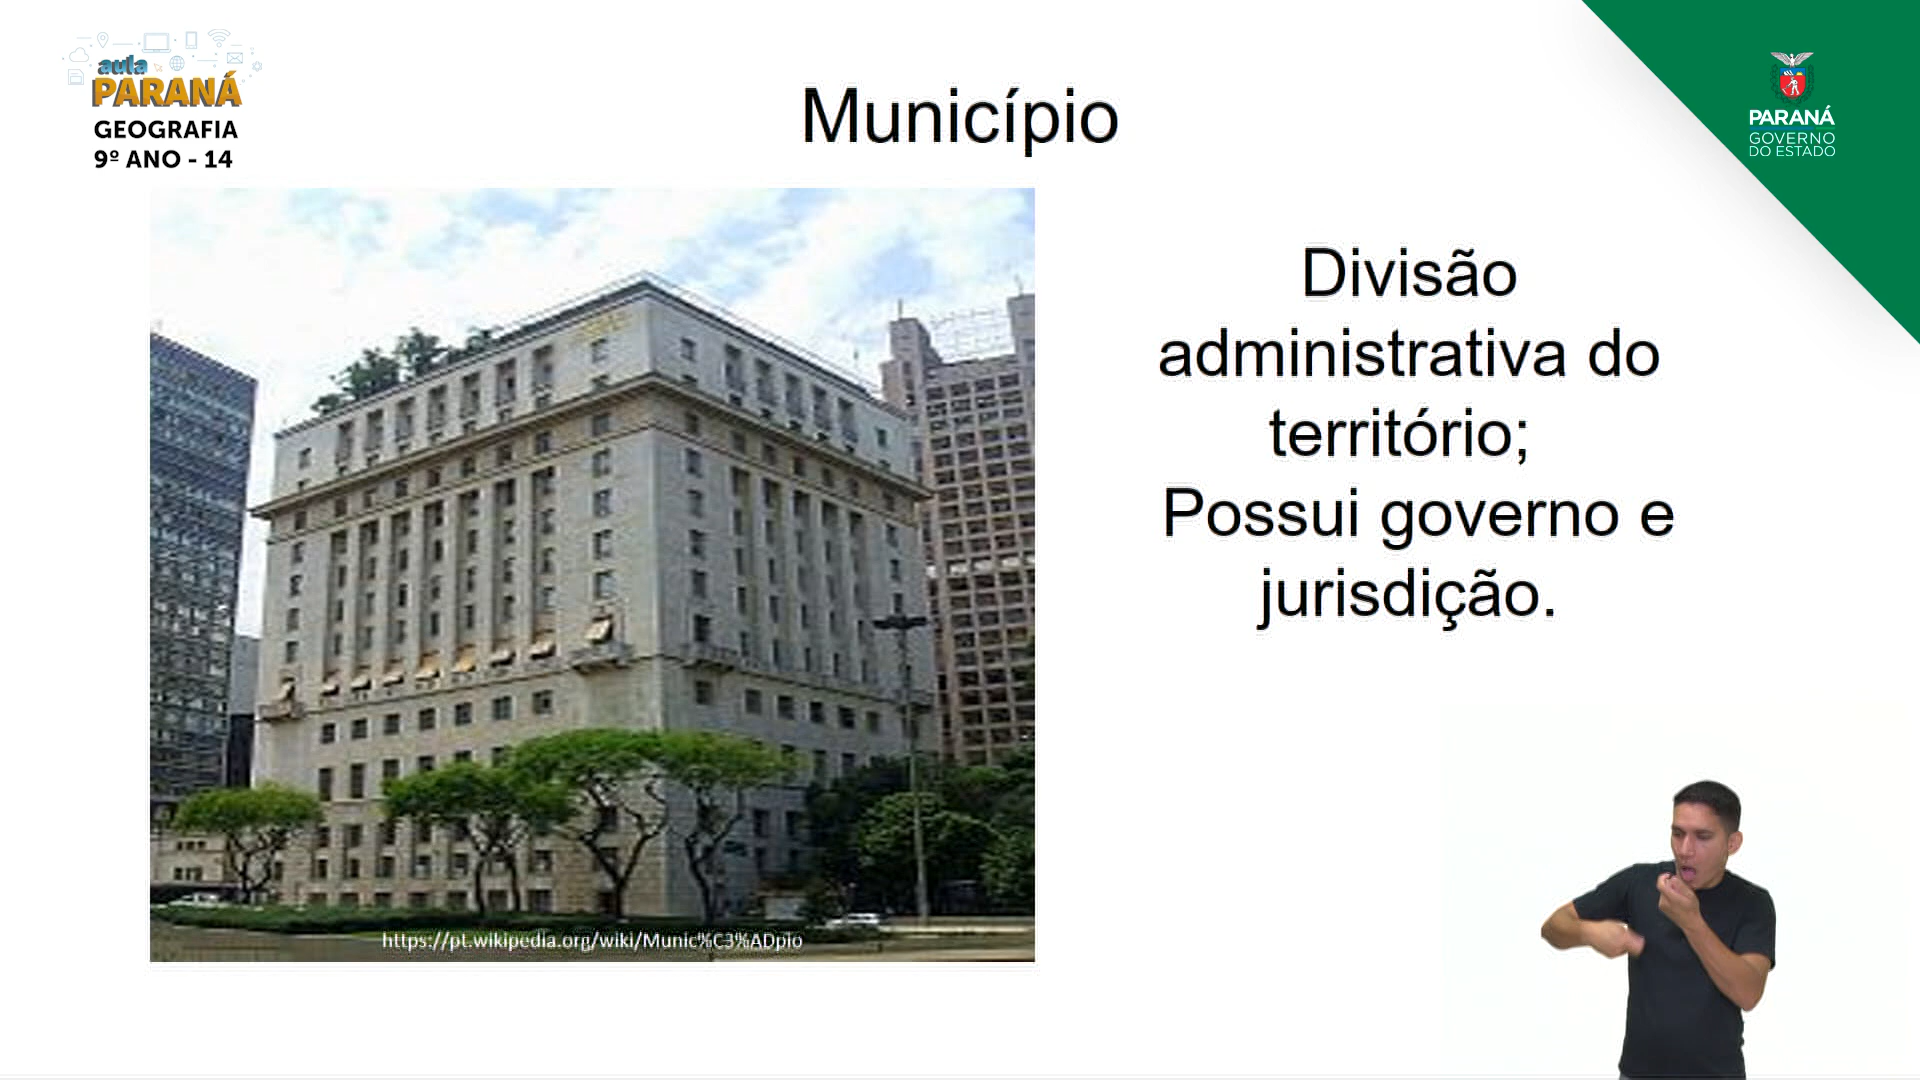 aula
PARANÁ
GEOGRAFIA
9º ANO - 14
Município
PARANÁ
GOVERNO
DO ESTADO
Divisão
administrativa do
território;
Possui governo e
jurisdição.
https://pt.wikipedia.org/wiki/Munic%C3%ADpio